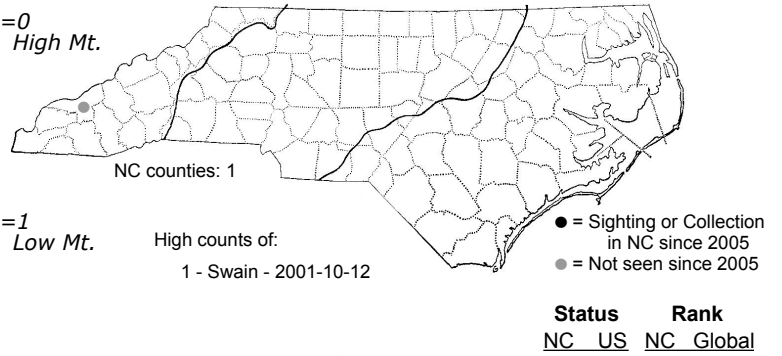 =0
High Mt.
NC counties: 1
=1
Low Mt.
High counts of:
1 - Swain - 2001-10-12
● = Sighting or Collection
in NC since 2005
● = Not seen since 2005
Status Rank
NC US NC Global